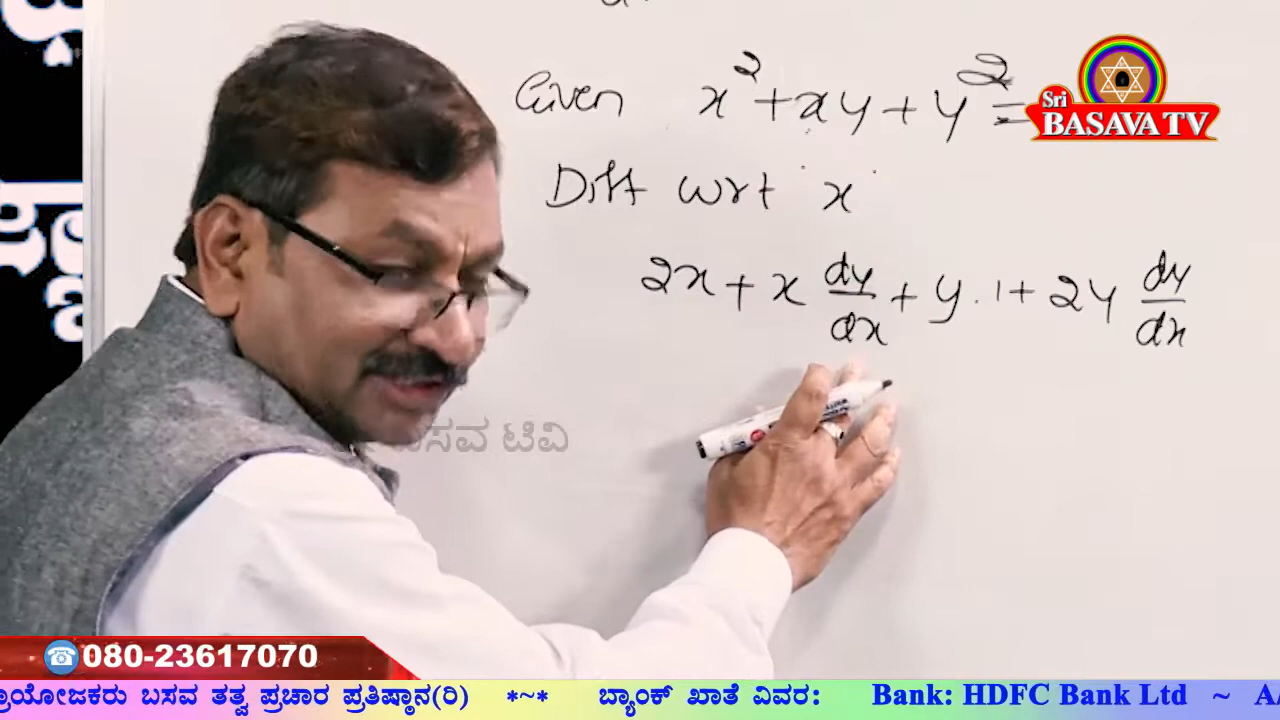 Given x² + xy + y² =
Sri
BASAVA TV
Diff wrt 'x'
2x + x dy/dx + y.1 + 2y dy/dx
ಬಸವ ಟಿವಿ
080-23617070
ಪ್ರಾಯೋಜಕರು ಬಸವ ತತ್ವ ಪ್ರಚಾರ ಪ್ರತಿಷ್ಠಾನ(ರಿ) *~* ಬ್ಯಾಂಕ್ ಖಾತೆ ವಿವರ: Bank: HDFC Bank Ltd ~